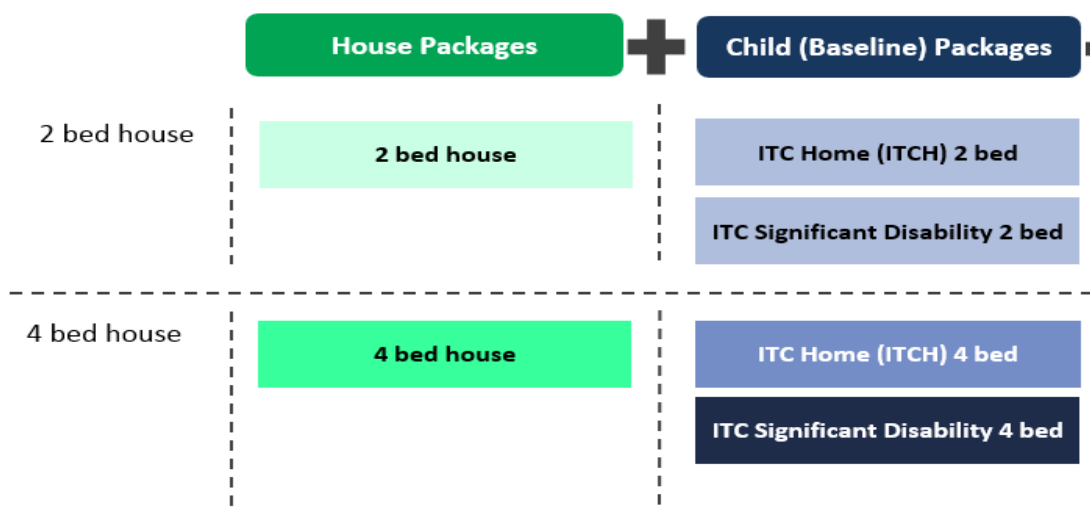 House Packages
Child (Baseline) Packages
2 bed house
2 bed house
ITC Home (ITCH) 2 bed
ITC Significant Disability 2 bed
4 bed house
4 bed house
ITC Home (ITCH) 4 bed
ITC Significant Disability 4 bed